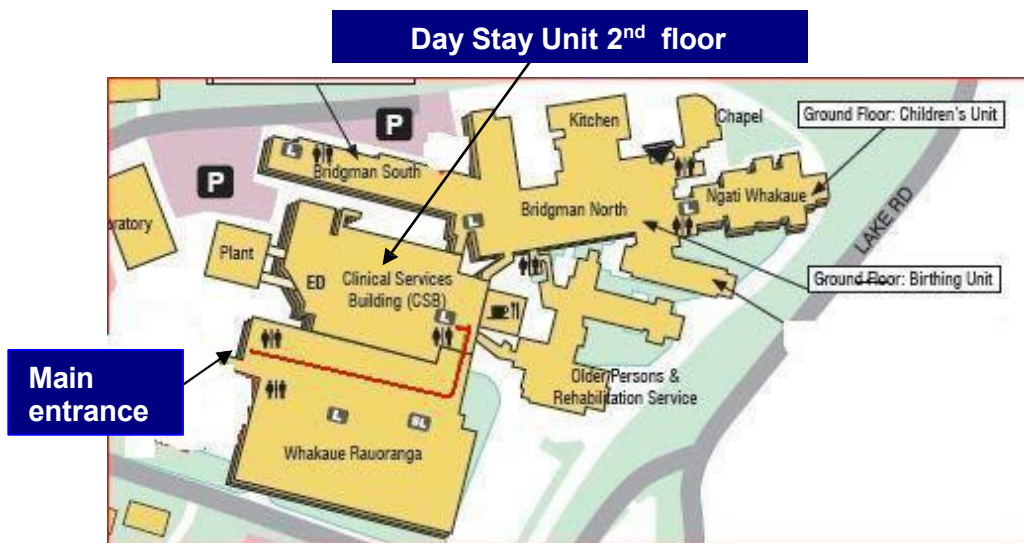 Day Stay Unit 2nd floor
P
P
Kitchen
Chapel
Ground Floor: Children's Unit
L
Bridgman South
Ngati Whakaue
L
Bridgman North
L
ratory
Plant
LAKE RD
ED
Clinical Services
Building (CSB)
Ground Floor: Birthing Unit
L
Main
entrance
Older Persons &
Rehabilitation Service
L
SL
Whakaue Rauoranga